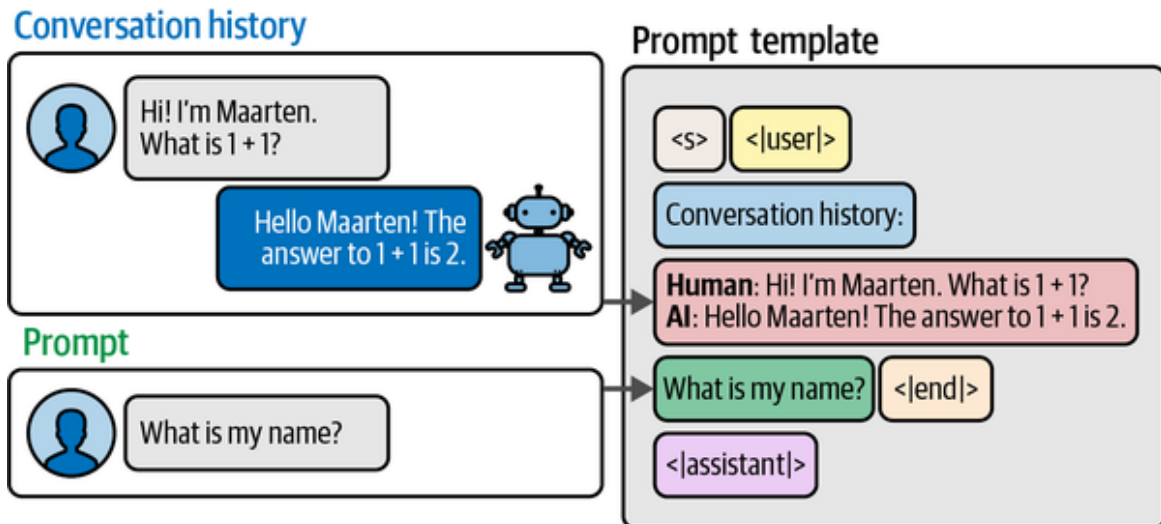 Conversation history
Hi! I'm Maarten.
What is 1 + 1?
Hello Maarten! The
answer to 1 + 1 is 2.
Prompt
What is my name?
Prompt template
<s> <|user|>
Conversation history:
Human: Hi! I'm Maarten. What is 1 + 1?
AI: Hello Maarten! The answer to 1 + 1 is 2.
What is my name? <|end|>
<|assistant|>